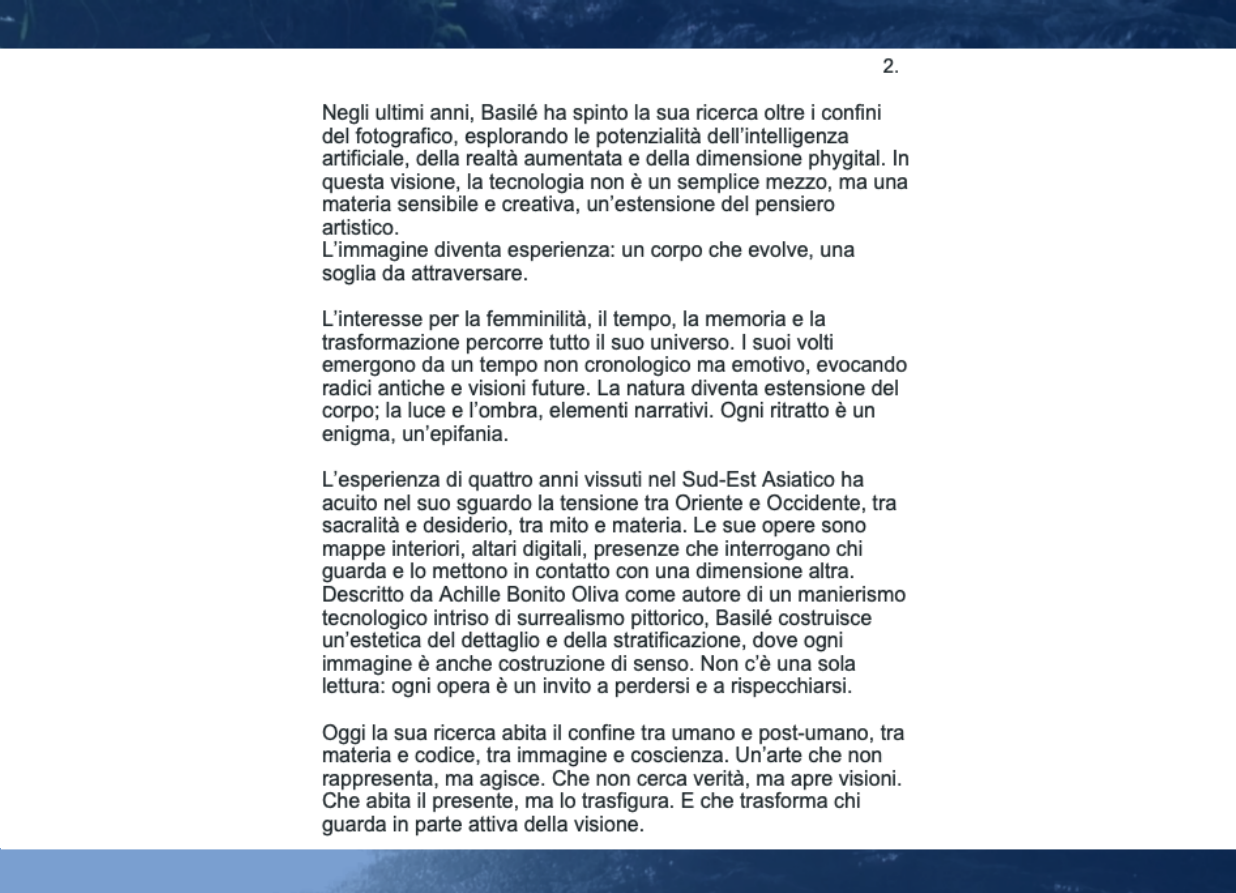 2.
Negli ultimi anni, Basilé ha spinto la sua ricerca oltre i confini
del fotografico, esplorando le potenzialità dell’intelligenza
artificiale, della realtà aumentata e della dimensione phygital. In
questa visione, la tecnologia non è un semplice mezzo, ma una
materia sensibile e creativa, un’estensione del pensiero
artistico.
L’immagine diventa esperienza: un corpo che evolve, una
soglia da attraversare.
L’interesse per la femminilità, il tempo, la memoria e la
trasformazione percorre tutto il suo universo. I suoi volti
emergono da un tempo non cronologico ma emotivo, evocando
radici antiche e visioni future. La natura diventa estensione del
corpo; la luce e l’ombra, elementi narrativi. Ogni ritratto è un
enigma, un’epifania.
L’esperienza di quattro anni vissuti nel Sud-Est Asiatico ha
acuito nel suo sguardo la tensione tra Oriente e Occidente, tra
sacralità e desiderio, tra mito e materia. Le sue opere sono
mappe interiori, altari digitali, presenze che interrogano chi
guarda e lo mettono in contatto con una dimensione altra.
Descritto da Achille Bonito Oliva come autore di un manierismo
tecnologico intriso di surrealismo pittorico, Basilé costruisce
un’estetica del dettaglio e della stratificazione, dove ogni
immagine è anche costruzione di senso. Non c’è una sola
lettura: ogni opera è un invito a perdersi e a rispecchiarsi.
Oggi la sua ricerca abita il confine tra umano e post-umano, tra
materia e codice, tra immagine e coscienza. Un’arte che non
rappresenta, ma agisce. Che non cerca verità, ma apre visioni.
Che abita il presente, ma lo trasfigura. E che trasforma chi
guarda in parte attiva della visione.